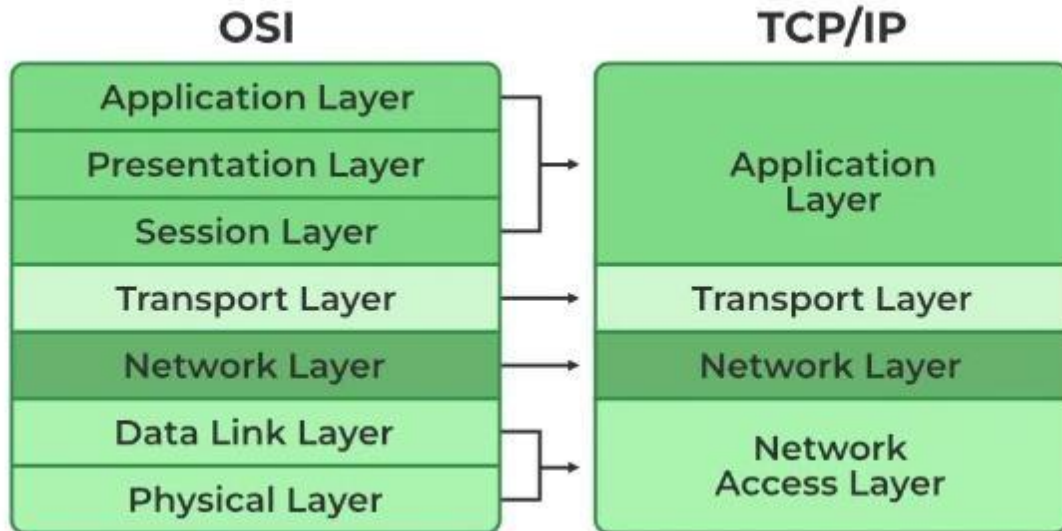 OSI
Application Layer
Presentation Layer
Session Layer
Transport Layer
Network Layer
Data Link Layer
Physical Layer
TCP/IP
Application
Layer
Transport Layer
Network Layer
Network
Access Layer